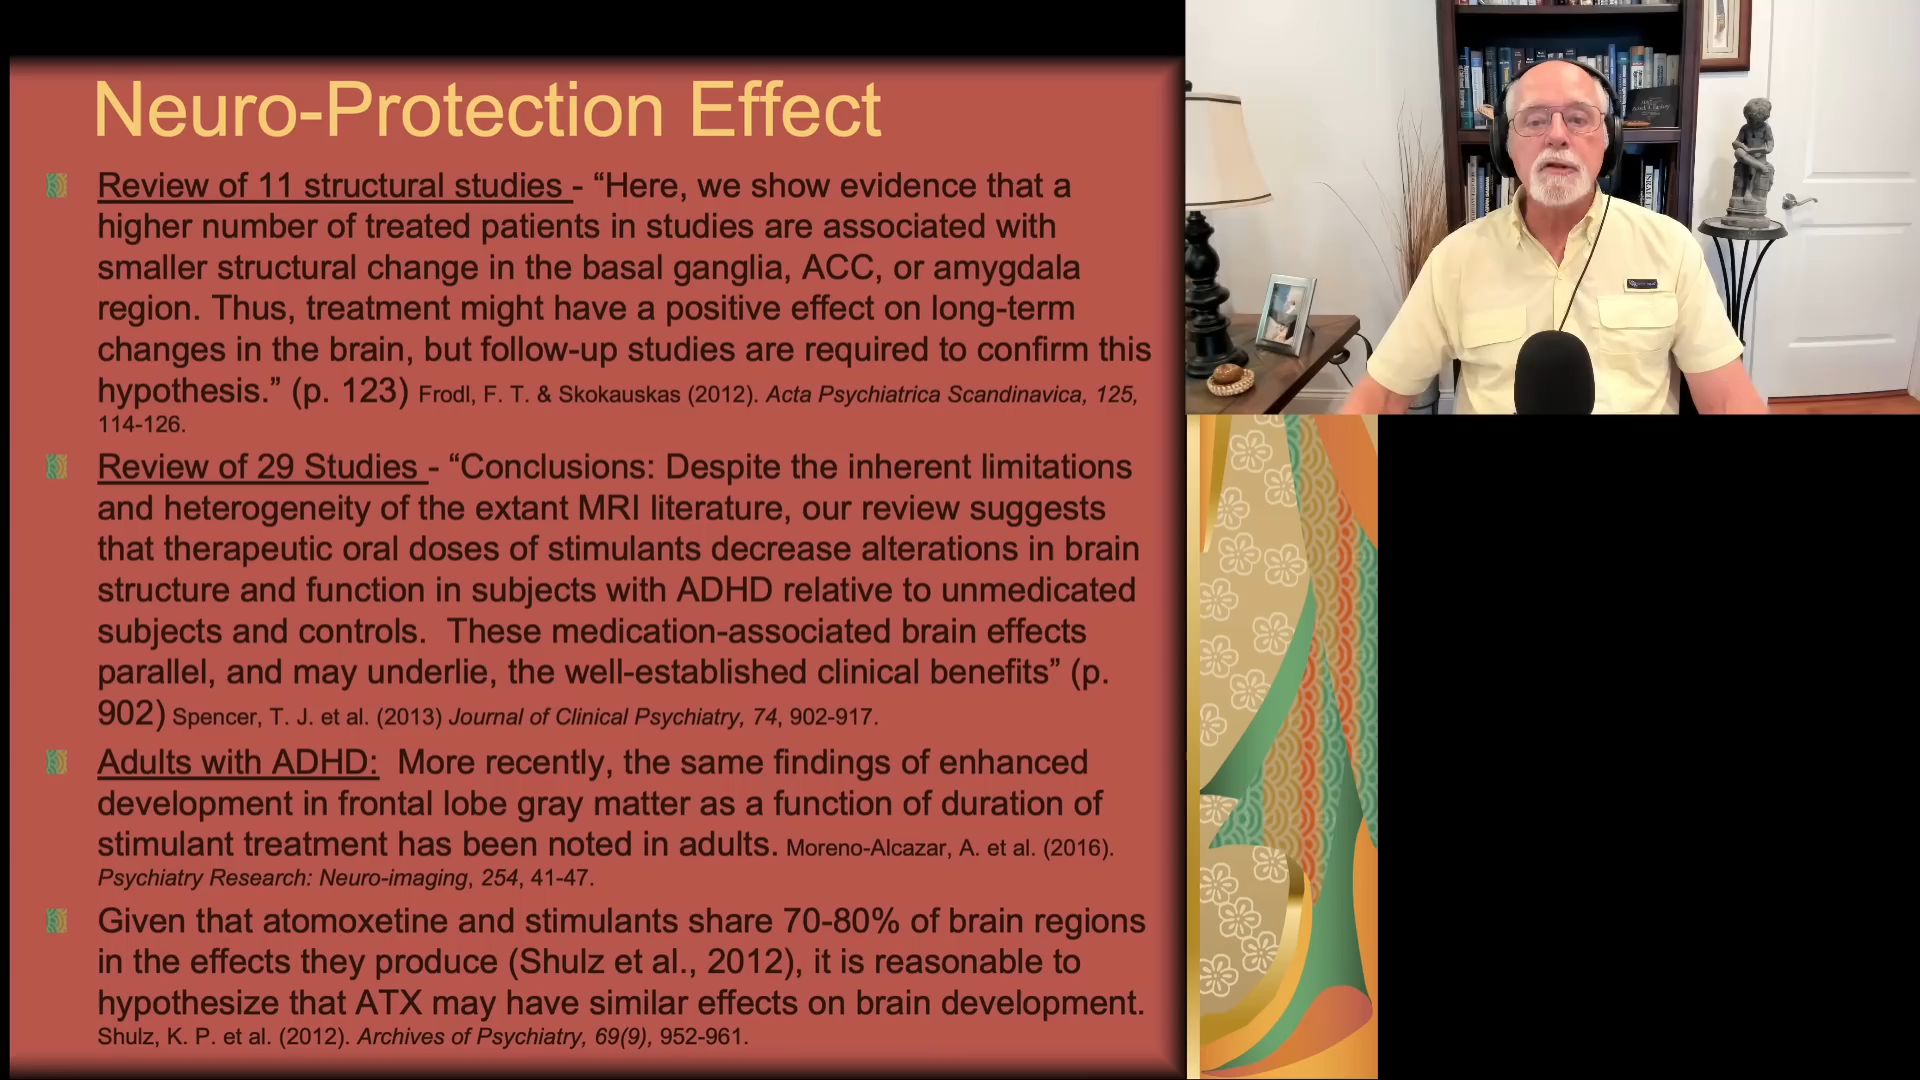 Neuro-Protection Effect
Review of 11 structural studies - “Here, we show evidence that a
higher number of treated patients in studies are associated with
smaller structural change in the basal ganglia, ACC, or amygdala
region. Thus, treatment might have a positive effect on long-term
changes in the brain, but follow-up studies are required to confirm this
hypothesis.” (p. 123) Frodl, F. T. & Skokauskas (2012). Acta Psychiatrica Scandinavica, 125,
114-126.
Review of 29 Studies - “Conclusions: Despite the inherent limitations
and heterogeneity of the extant MRI literature, our review suggests
that therapeutic oral doses of stimulants decrease alterations in brain
structure and function in subjects with ADHD relative to unmedicated
subjects and controls.  These medication-associated brain effects
parallel, and may underlie, the well-established clinical benefits” (p.
902) Spencer, T. J. et al. (2013) Journal of Clinical Psychiatry, 74, 902-917.
Adults with ADHD:  More recently, the same findings of enhanced
development in frontal lobe gray matter as a function of duration of
stimulant treatment has been noted in adults. Moreno-Alcazar, A. et al. (2016).
Psychiatry Research: Neuro-imaging, 254, 41-47.
Given that atomoxetine and stimulants share 70-80% of brain regions
in the effects they produce (Shulz et al., 2012), it is reasonable to
hypothesize that ATX may have similar effects on brain development.
Shulz, K. P. et al. (2012). Archives of Psychiatry, 69(9), 952-961.